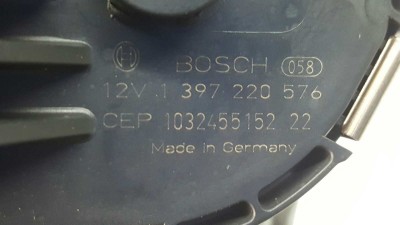 BOSCH 058
12V 1 397 220 576
CEP 1032455152 22
Made in Germany